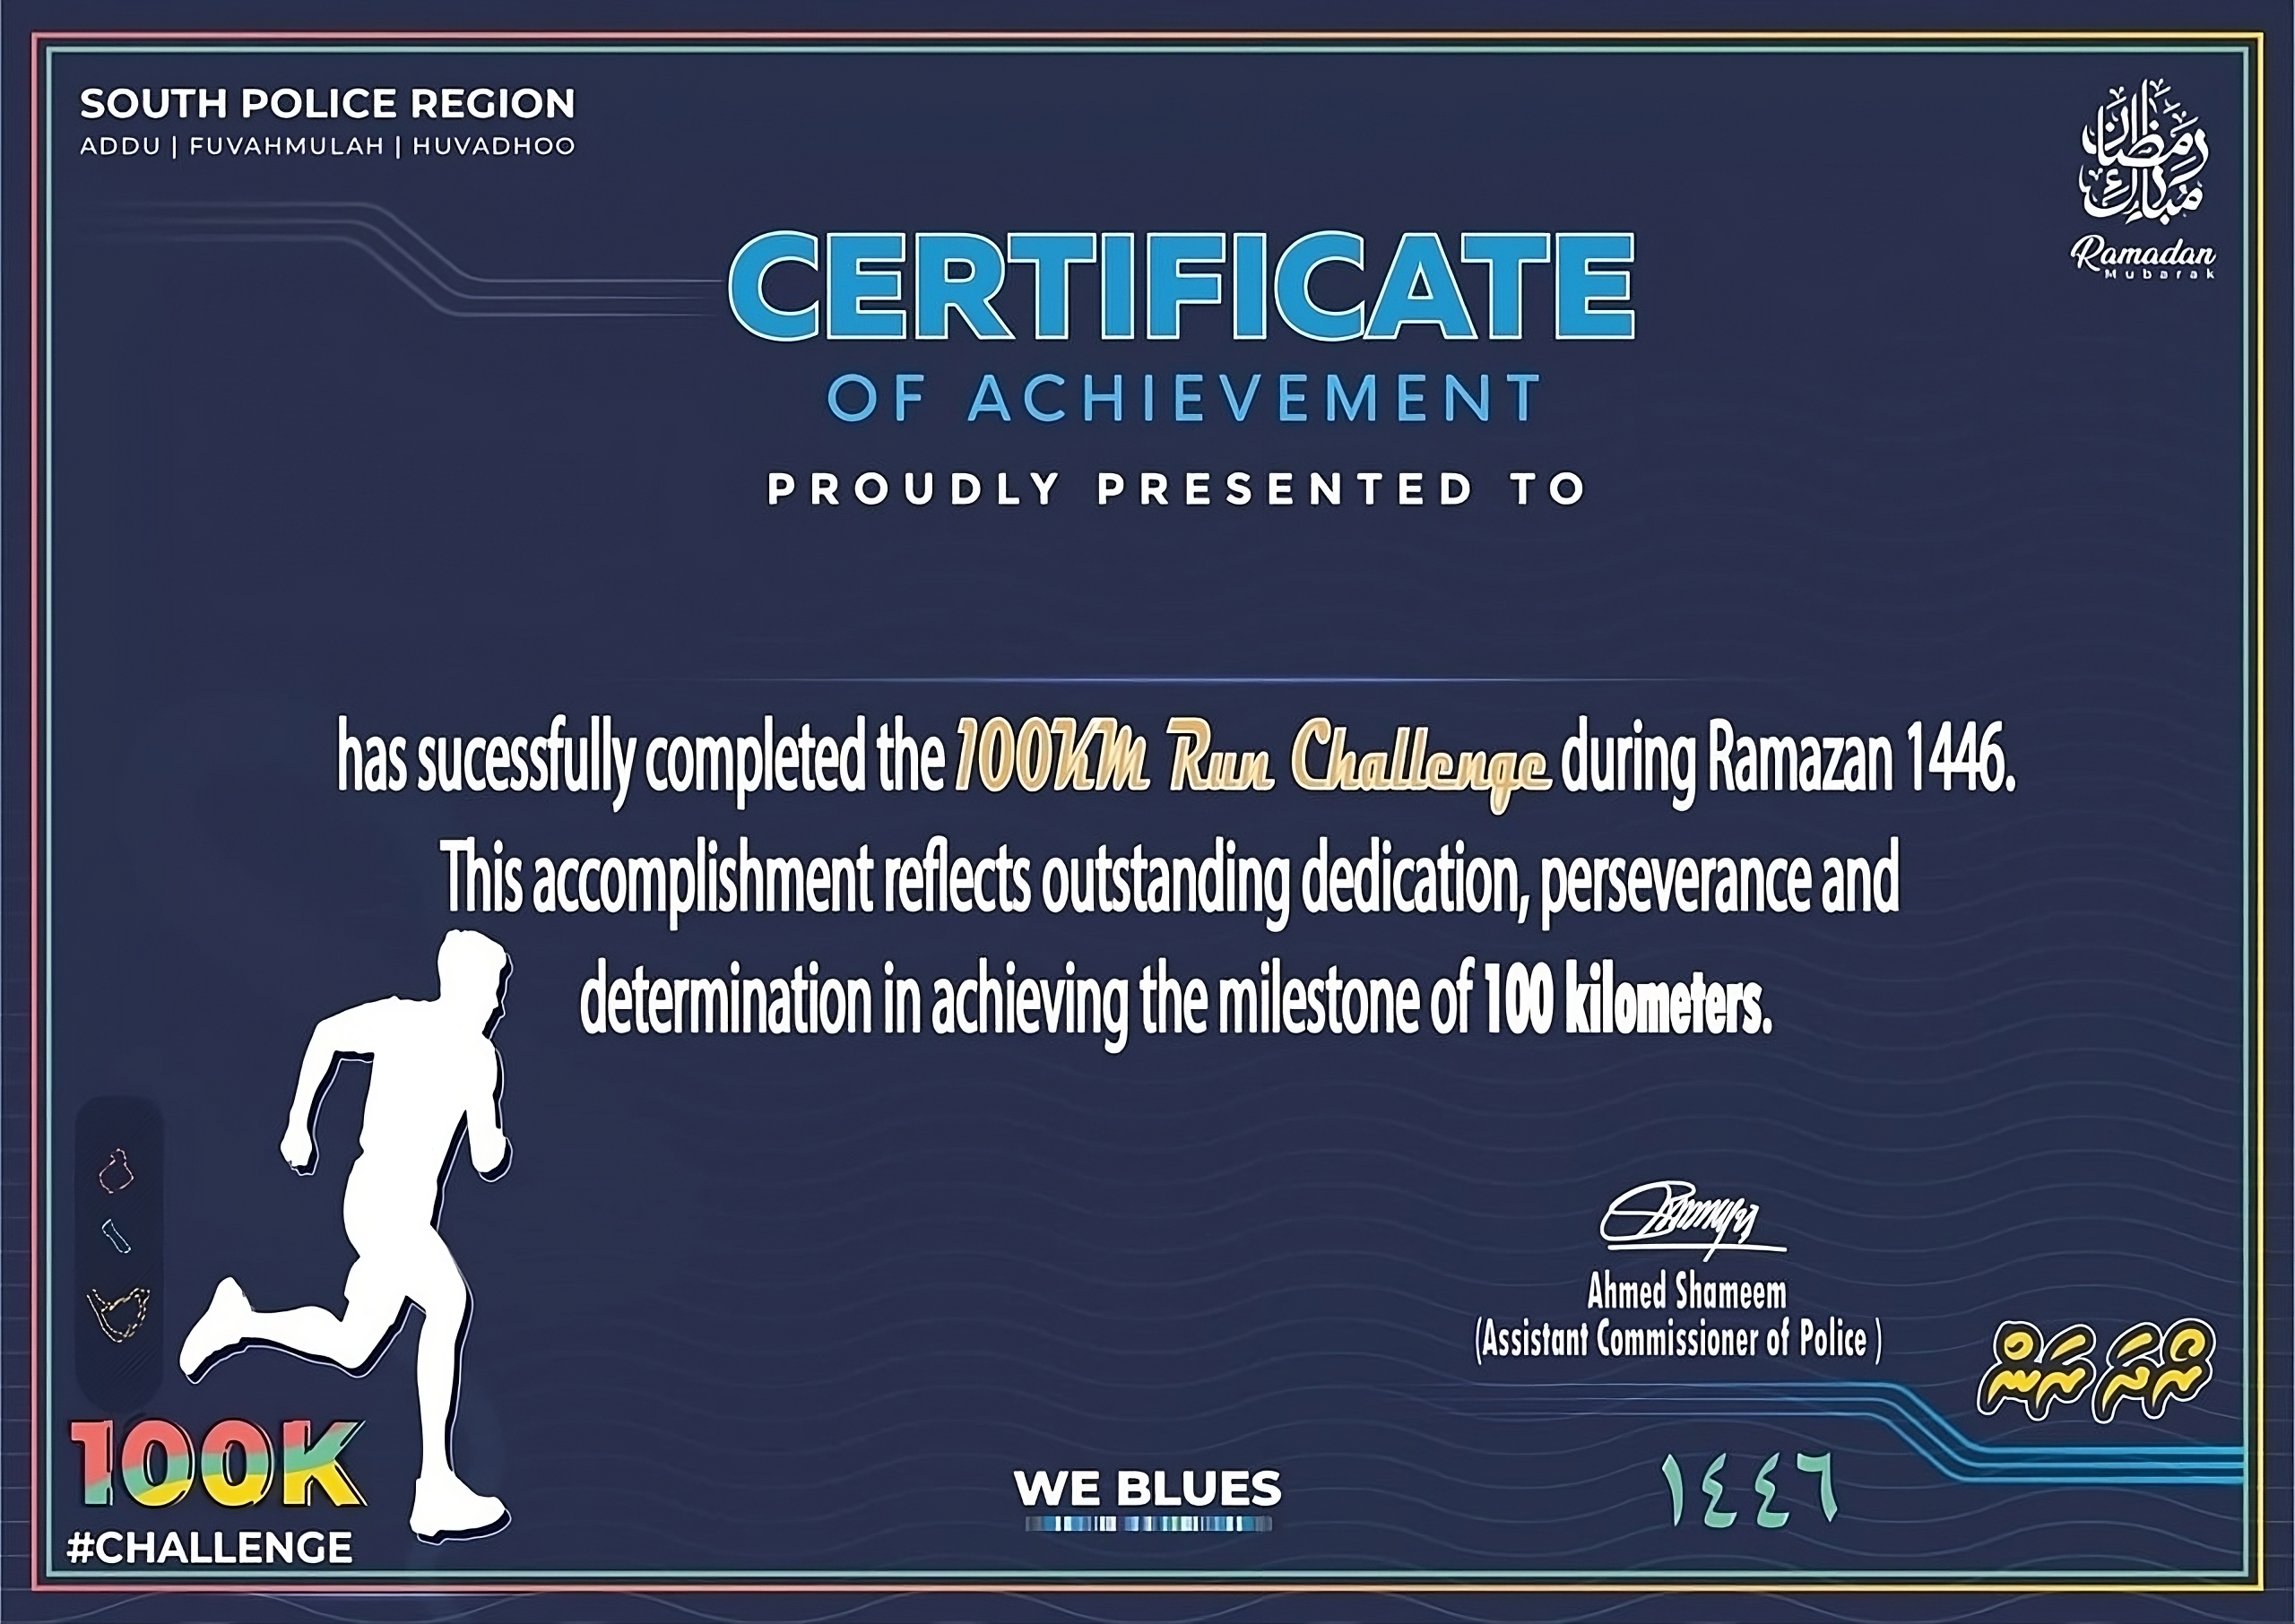 SOUTH POLICE REGION
ADDU | FUVAHMULAH | HUVADHOO
رمضان
مبارك
Ramadan
Mubarak
CERTIFICATE
OF ACHIEVEMENT
PROUDLY PRESENTED TO
has sucessfully completed the 100KM Run Challenge during Ramazan 1446.
This accomplishment reflects outstanding dedication, perseverance and
determination in achieving the milestone of 100 kilometers.
Ahmed Shameem
(Assistant Commissioner of Police )
100K
#CHALLENGE
WE BLUES
١٤٤٦